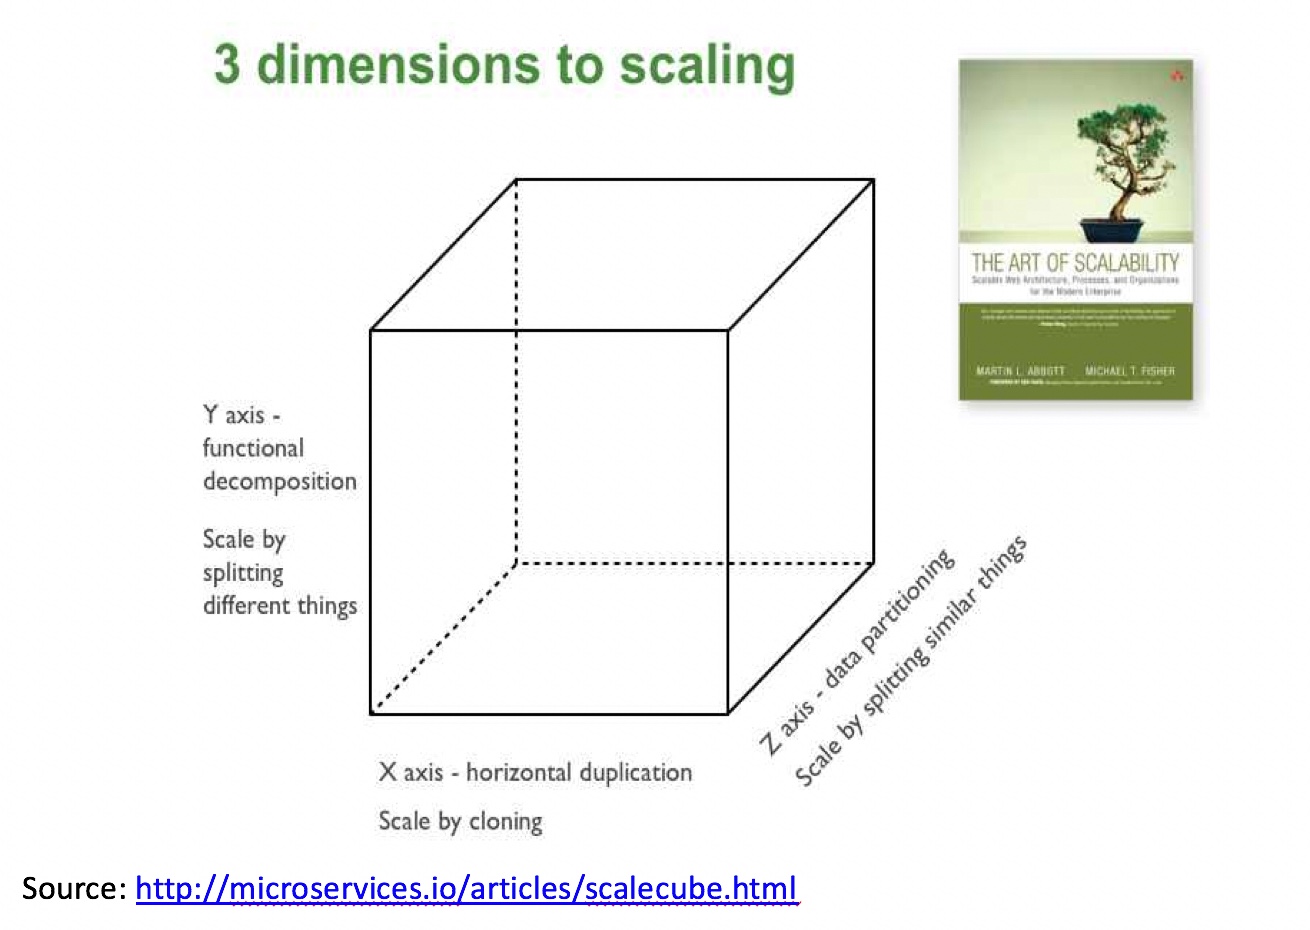 3 dimensions to scaling
THE ART OF SCALABILITY
Scalable Web Architecture, Processes, and Organizations
for the Modern Enterprise
MARTIN L. ABBOTT MICHAEL T. FISHER
Y axis -
functional
decomposition
Scale by
splitting
different things
Z axis - data partitioning
Scale by splitting similar things
X axis - horizontal duplication
Scale by cloning
Source: http://microservices.io/articles/scalecube.html